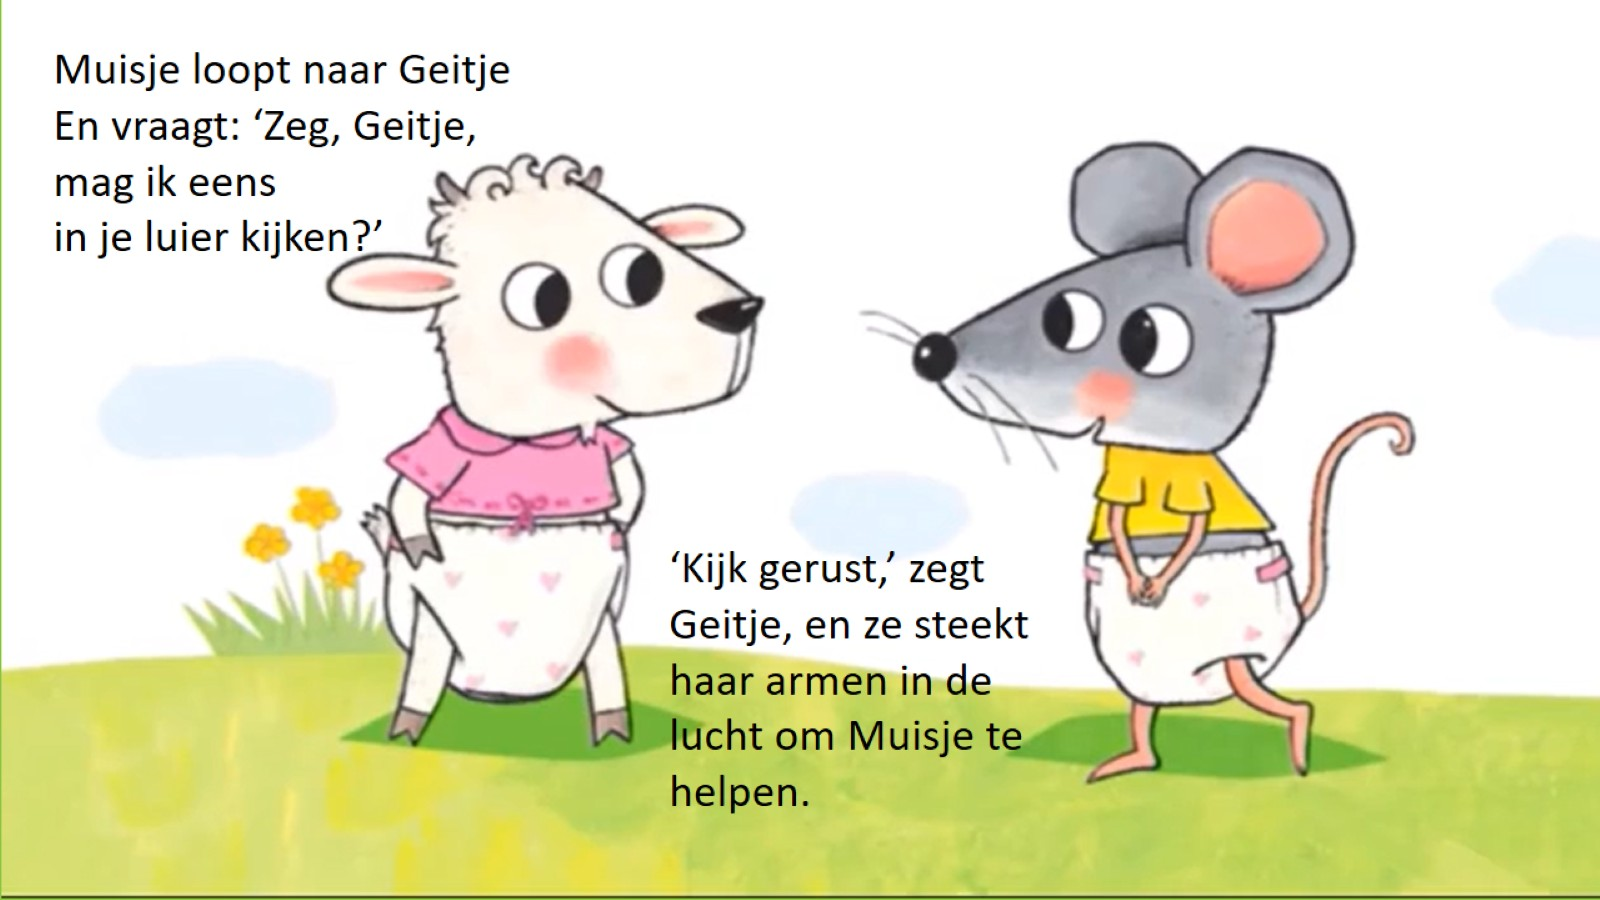 Muisje loopt naar Geitje
En vraagt: ‘Zeg, Geitje,
mag ik eens
in je luier kijken?’
‘Kijk gerust,’ zegt
Geitje, en ze steekt
haar armen in de
lucht om Muisje te
helpen.